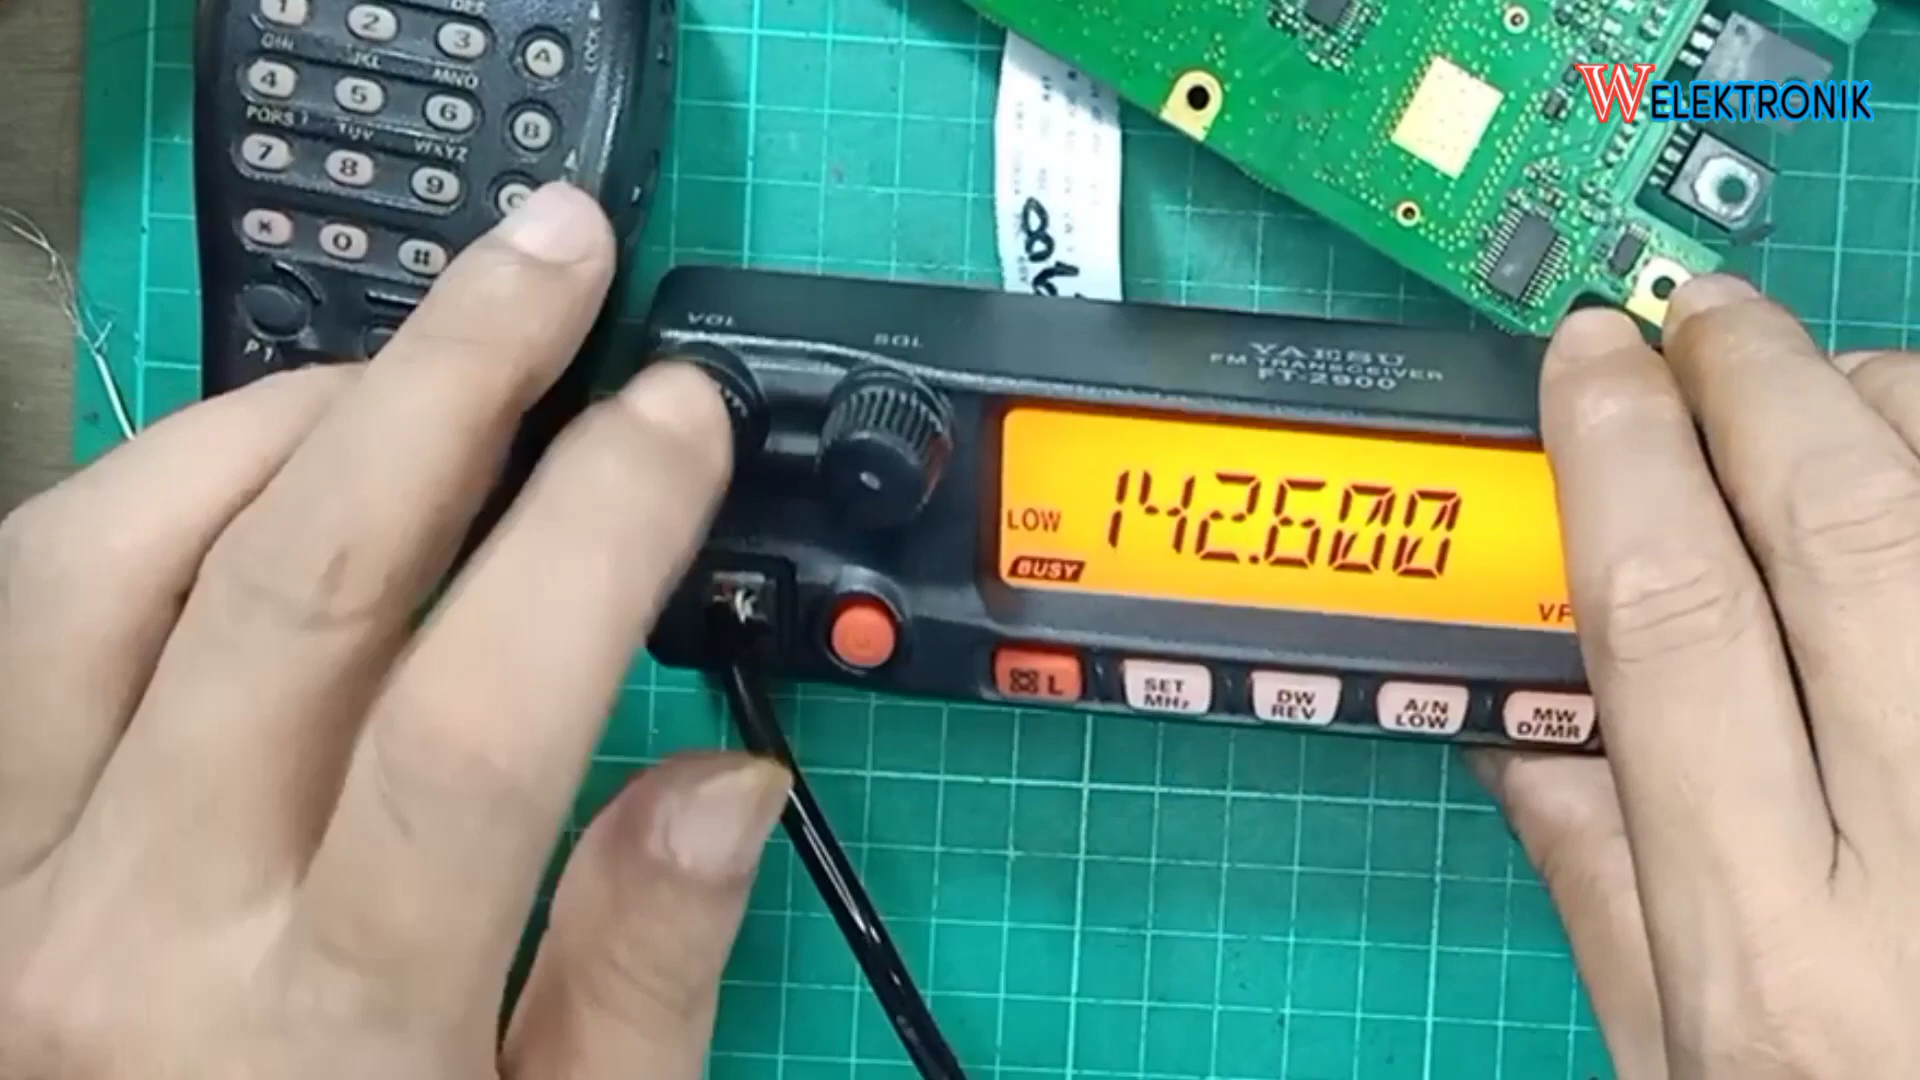 1
2
3
A
LOCK
GHI
JKL
MNO
4
5
6
B
PQRS
TUV
WXYZ
7
8
9
C
*
0
#
P1
VOL
SQL
YAESU
FM TRANSCEIVER
FT-2900
LOW
142.600
BUSY
L
SET
MHz
DW
REV
A/N
LOW
MW
D/MR
WELEKTRONIK